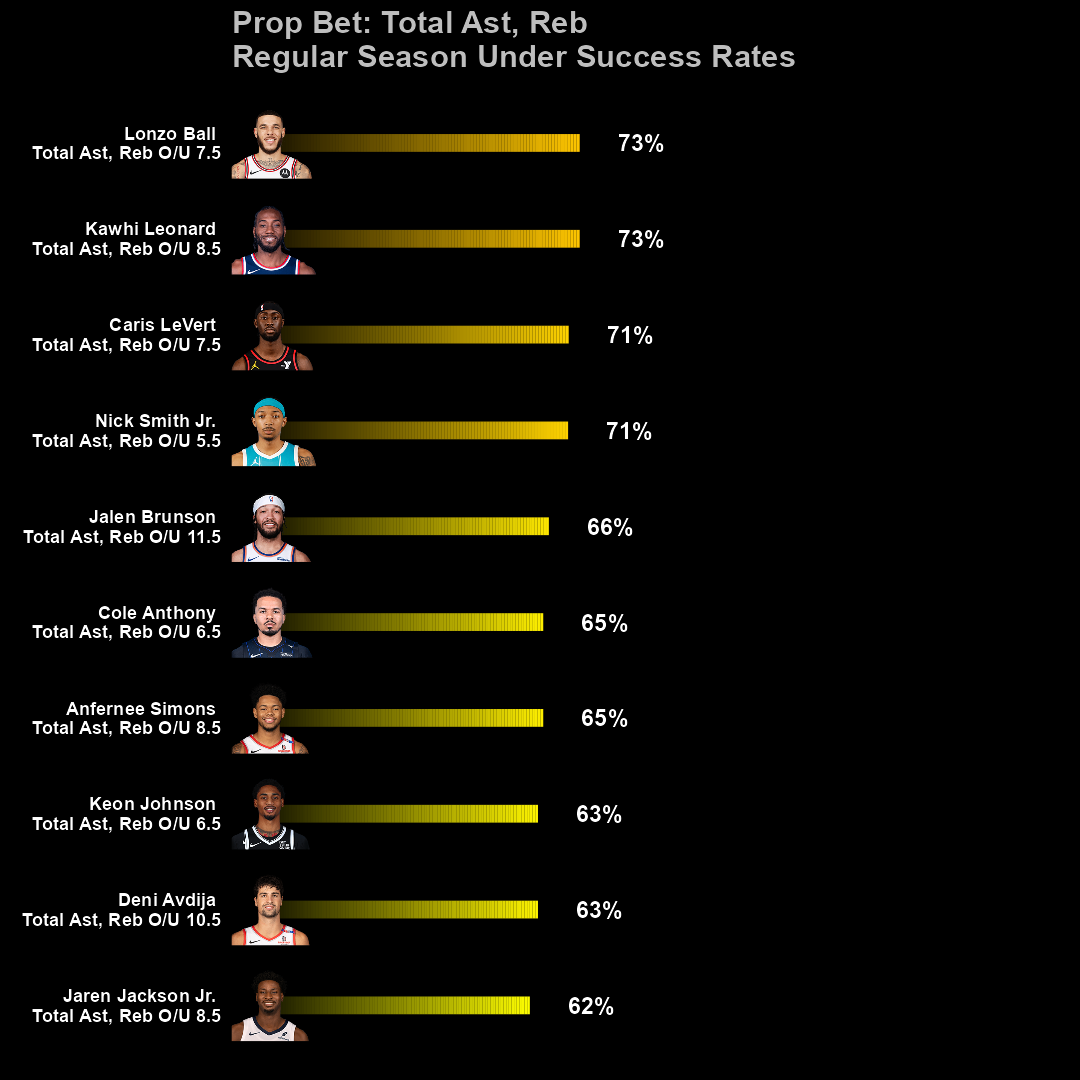 Prop Bet: Total Ast, Reb
Regular Season Under Success Rates
Lonzo Ball
Total Ast, Reb O/U 7.5
73%
Kawhi Leonard
Total Ast, Reb O/U 8.5
73%
Caris LeVert
Total Ast, Reb O/U 7.5
71%
Nick Smith Jr.
Total Ast, Reb O/U 5.5
71%
Jalen Brunson
Total Ast, Reb O/U 11.5
66%
Cole Anthony
Total Ast, Reb O/U 6.5
65%
Anfernee Simons
Total Ast, Reb O/U 8.5
65%
Keon Johnson
Total Ast, Reb O/U 6.5
63%
Deni Avdija
Total Ast, Reb O/U 10.5
63%
Jaren Jackson Jr.
Total Ast, Reb O/U 8.5
62%